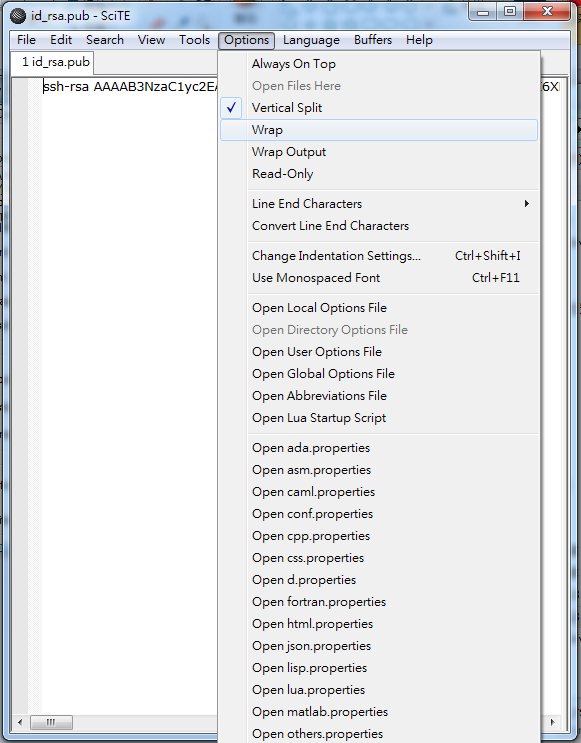 id_rsa.pub - SciTE
File Edit Search View Tools Options Language Buffers Help
1 id_rsa.pub
ssh-rsa AAAAB3NzaC1yc2EA
Always On Top
Open Files Here
Vertical Split
Wrap
Wrap Output
Read-Only
Line End Characters
Convert Line End Characters
Change Indentation Settings... Ctrl+Shift+I
Use Monospaced Font Ctrl+F11
Open Local Options File
Open Directory Options File
Open User Options File
Open Global Options File
Open Abbreviations File
Open Lua Startup Script
Open ada.properties
Open asm.properties
Open caml.properties
Open conf.properties
Open cpp.properties
Open css.properties
Open d.properties
Open fortran.properties
Open html.properties
Open json.properties
Open lisp.properties
Open lua.properties
Open matlab.properties
Open others.properties